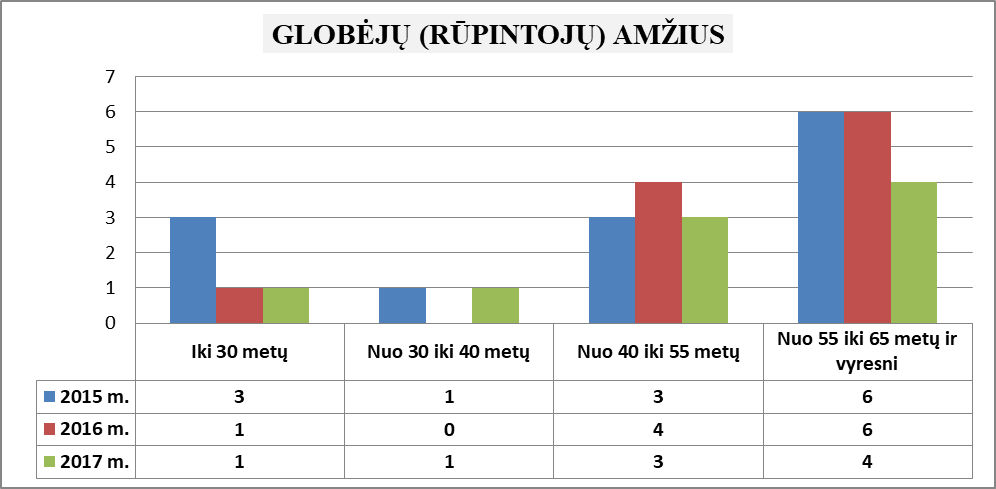 GLOBĖJŲ (RŪPINTOJŲ) AMŽIUS
7
6
5
4
3
2
1
0
Iki 30 metų Nuo 30 iki 40 metų Nuo 40 iki 55 metų Nuo 55 iki 65 metų ir
vyresni
2015 m. 3 1 3 6
2016 m. 1 0 4 6
2017 m. 1 1 3 4